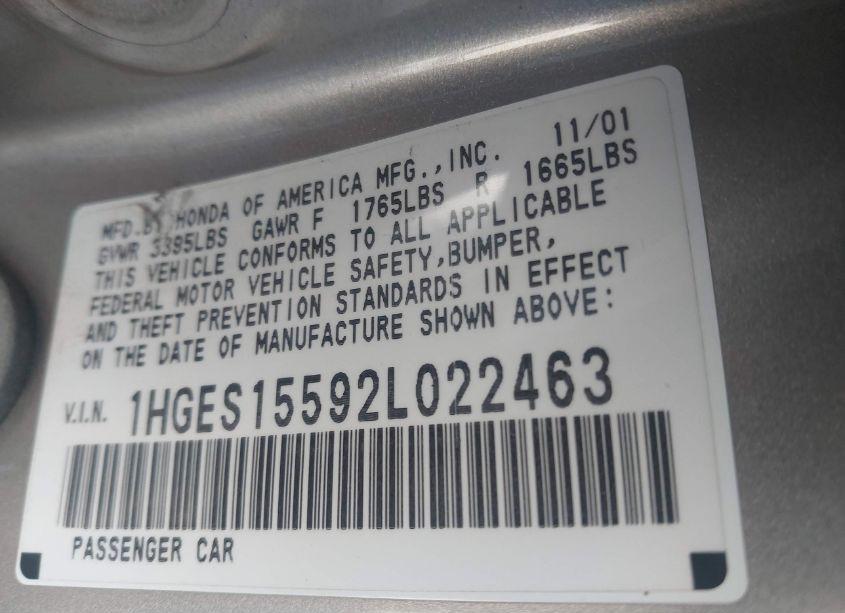 MFD.BY HONDA OF AMERICA MFG.,INC. 11/01
GVWR 3395LBS GAWR F 1765LBS R 1665LBS
THIS VEHICLE CONFORMS TO ALL APPLICABLE
FEDERAL MOTOR VEHICLE SAFETY,BUMPER,
AND THEFT PREVENTION STANDARDS IN EFFECT
ON THE DATE OF MANUFACTURE SHOWN ABOVE:
V.I.N. 1HGES15592L022463
PASSENGER CAR